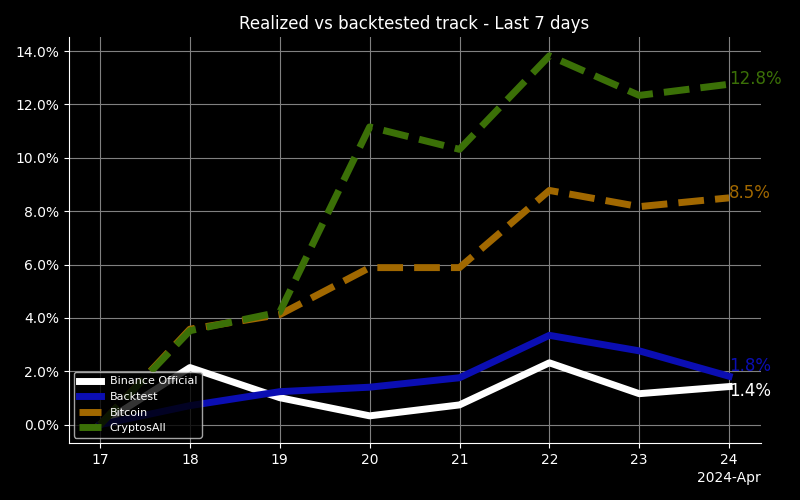 Realized vs backtested track - Last 7 days
14.0%
12.0%
10.0%
8.0%
6.0%
4.0%
2.0%
0.0%
12.8%
8.5%
1.8%
1.4%
Binance Official
Backtest
Bitcoin
CryptosAll
17 18 19 20 21 22 23 24
2024-Apr